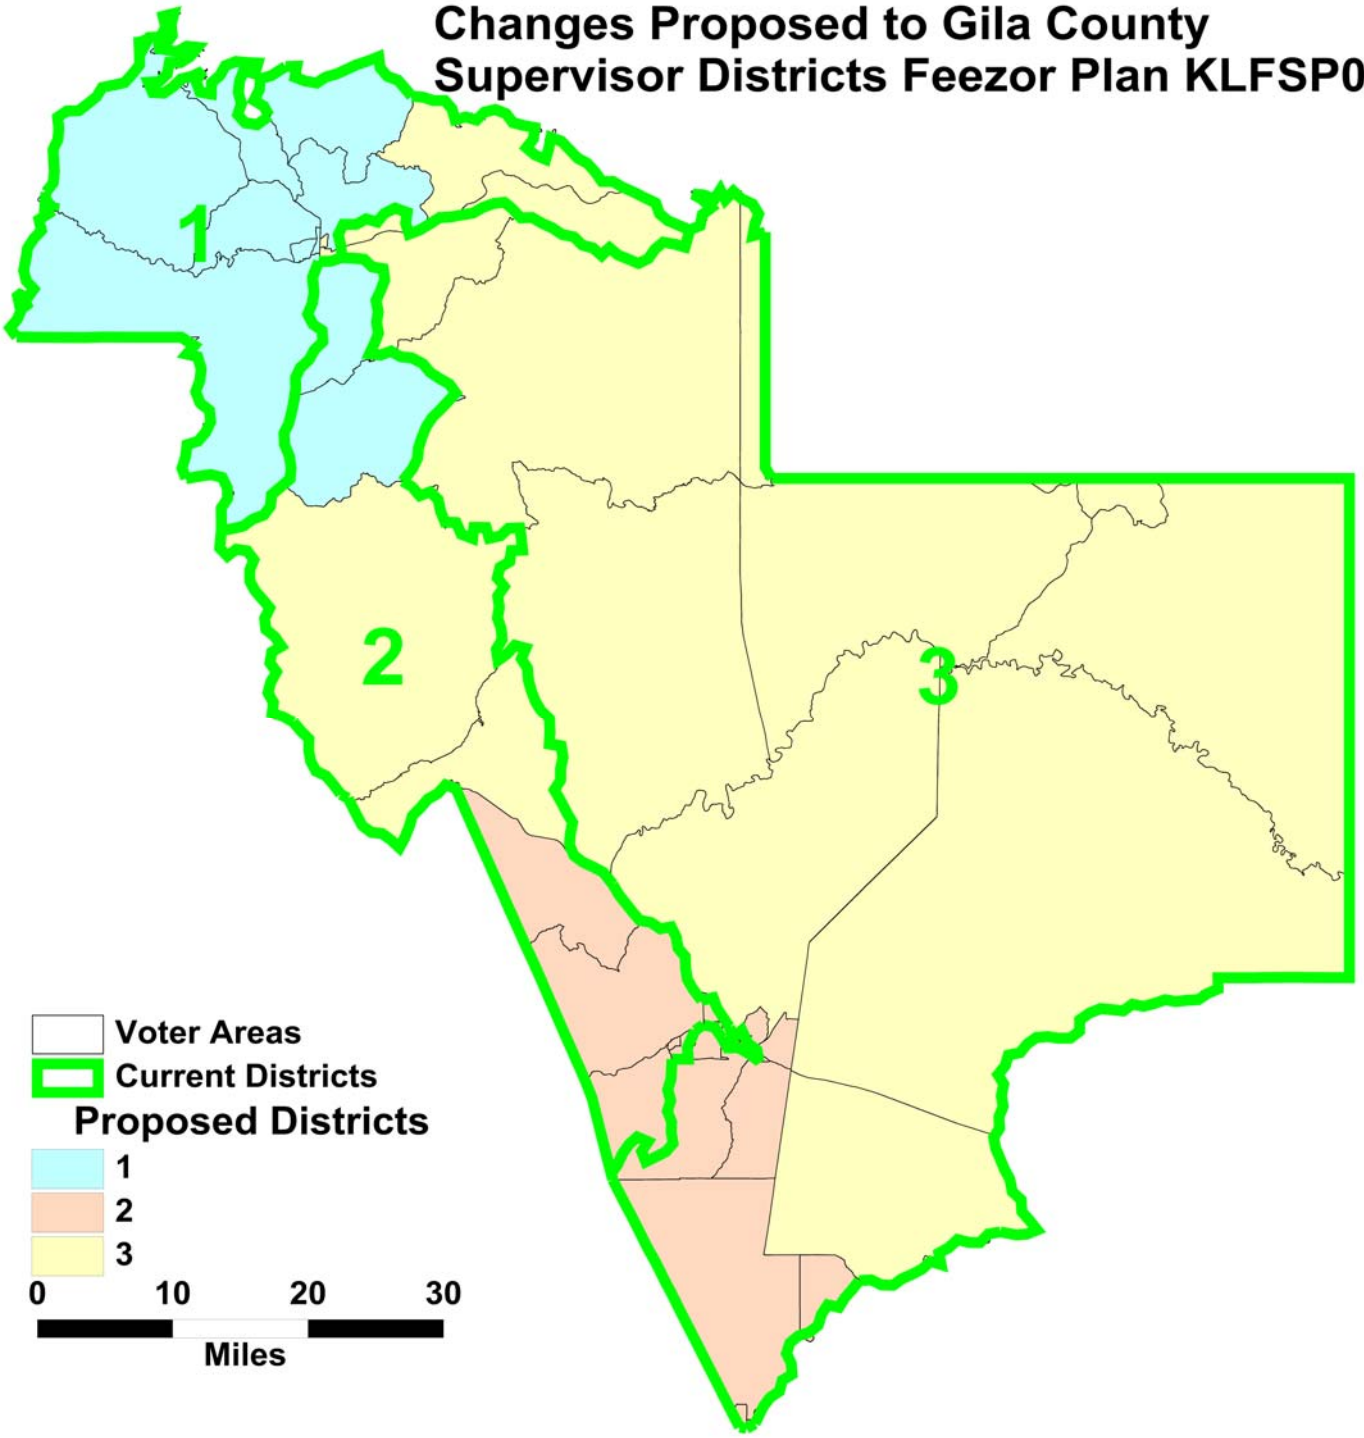 Changes Proposed to Gila County
Supervisor Districts Feezor Plan KLFSP0
1
2
3
Voter Areas
Current Districts
Proposed Districts
1
2
3
0 10 20 30
Miles